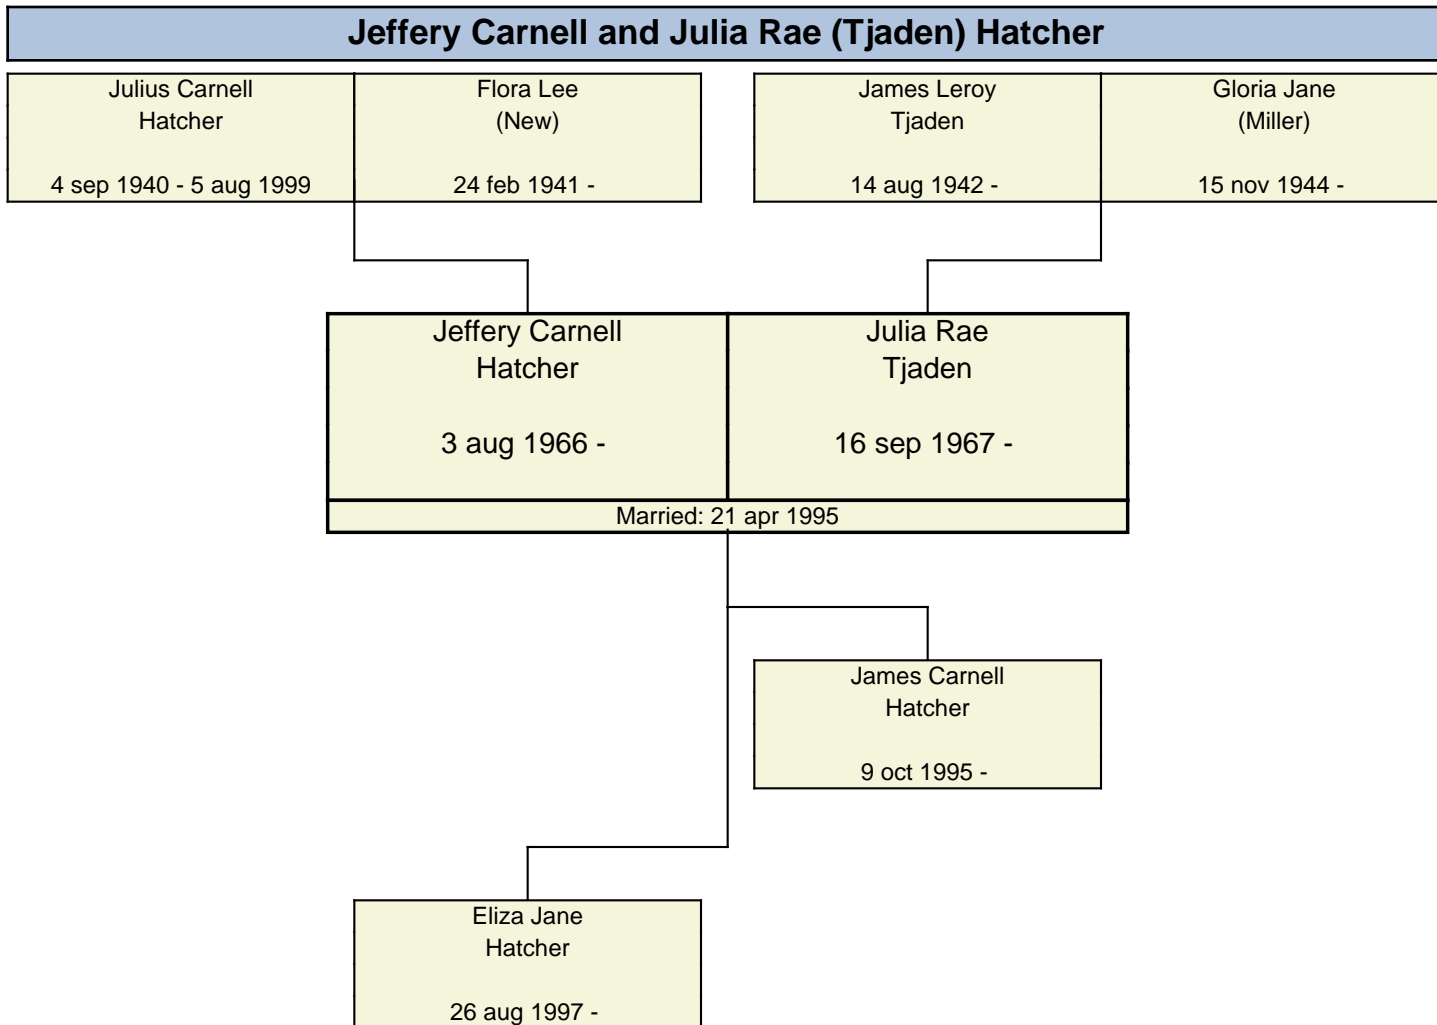 Jeffery Carnell and Julia Rae (Tjaden) Hatcher
Julius Carnell
Hatcher
4 sep 1940 - 5 aug 1999
Flora Lee
(New)
24 feb 1941 -
James Leroy
Tjaden
14 aug 1942 -
Gloria Jane
(Miller)
15 nov 1944 -
Jeffery Carnell
Hatcher
3 aug 1966 -
Julia Rae
Tjaden
16 sep 1967 -
Married: 21 apr 1995
James Carnell
Hatcher
9 oct 1995 -
Eliza Jane
Hatcher
26 aug 1997 -